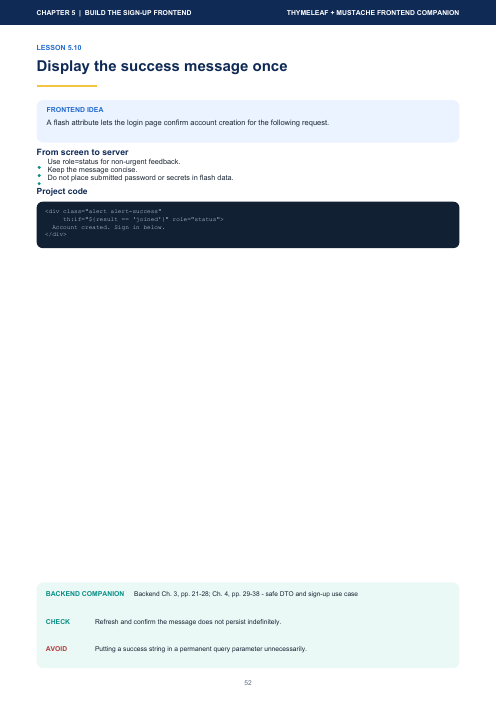 CHAPTER 5 | BUILD THE SIGN-UP FRONTEND
THYMELEAF + MUSTACHE FRONTEND COMPANION
LESSON 5.10
Display the success message once
FRONTEND IDEA
A flash attribute lets the login page confirm account creation for the following request.
From screen to server
Use role=status for non-urgent feedback.
Keep the message concise.
Do not place submitted password or secrets in flash data.
Project code
<div class="alert alert-success"
th:if="${result == 'joined'}" role="status">
Account created. Sign in below.
</div>
BACKEND COMPANION Backend Ch. 3, pp. 21-28; Ch. 4, pp. 29-38 - safe DTO and sign-up use case
CHECK Refresh and confirm the message does not persist indefinitely.
AVOID Putting a success string in a permanent query parameter unnecessarily.
52